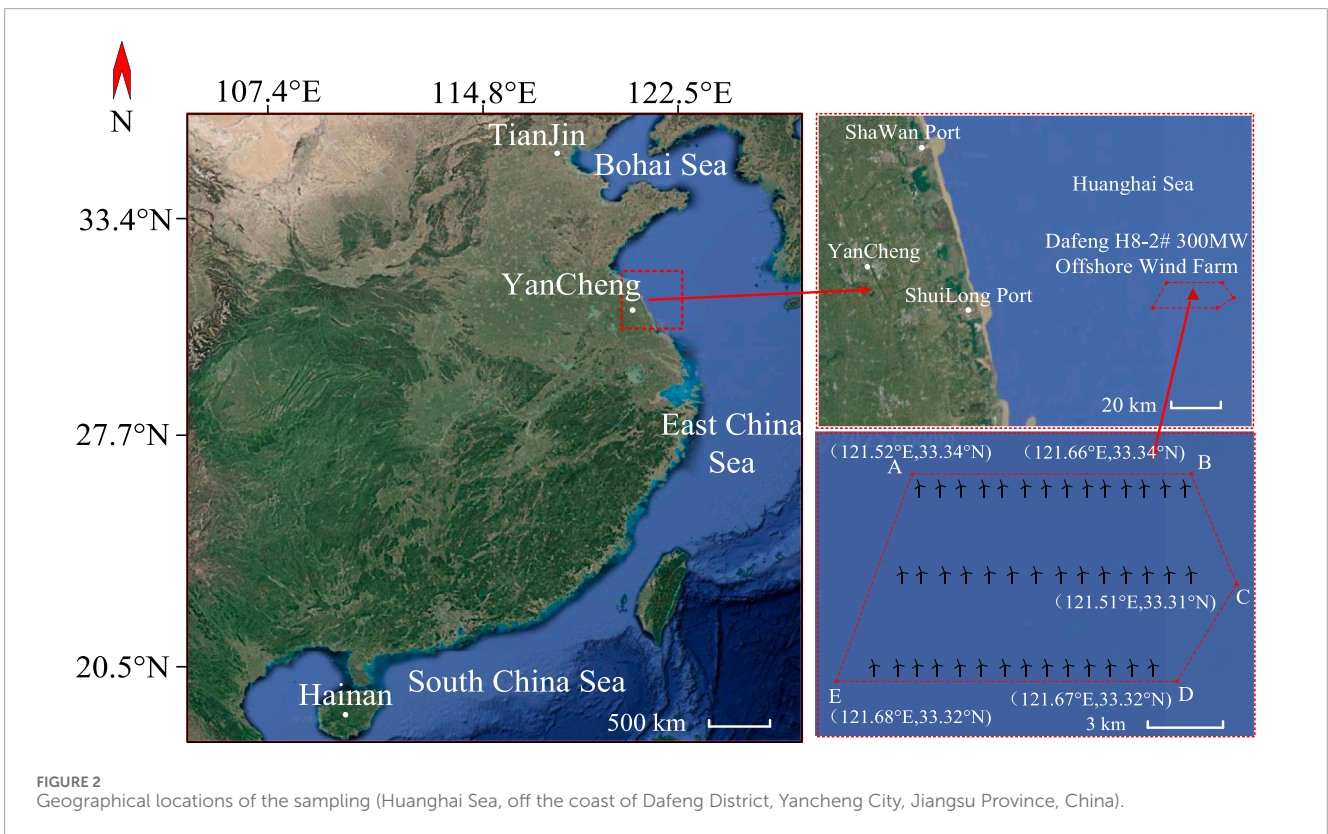 N
107.4°E
114.8°E
122.5°E
33.4°N
27.7°N
20.5°N
TianJin
Bohai Sea
YanCheng
East China
Sea
South China Sea
Hainan
500 km
ShaWan Port
Huanghai Sea
Dafeng H8-2# 300MW
Offshore Wind Farm
YanCheng
ShuiLong Port
20 km
(121.52°E,33.34°N)
(121.66°E,33.34°N)
A
B
(121.51°E,33.31°N)
C
E
(121.68°E,33.32°N)
(121.67°E,33.32°N)
D
3 km
FIGURE 2
Geographical locations of the sampling (Huanghai Sea, off the coast of Dafeng District, Yancheng City, Jiangsu Province, China).